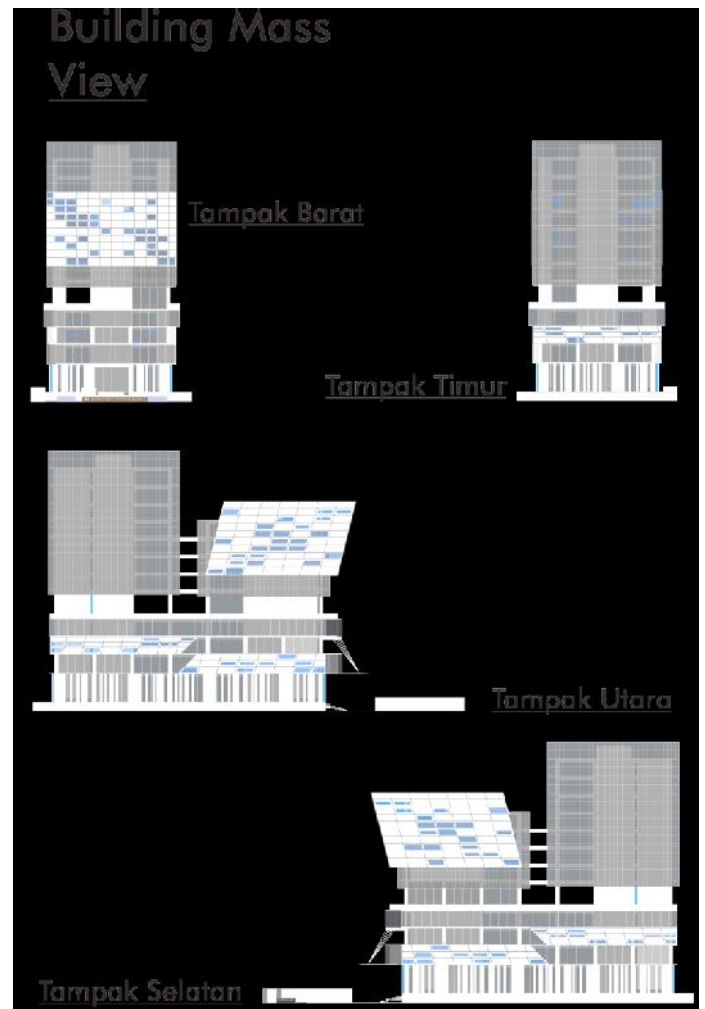 Building Mass
View
Tampak Barat
Tampak Timur
Tampak Utara
Tampak Selatan